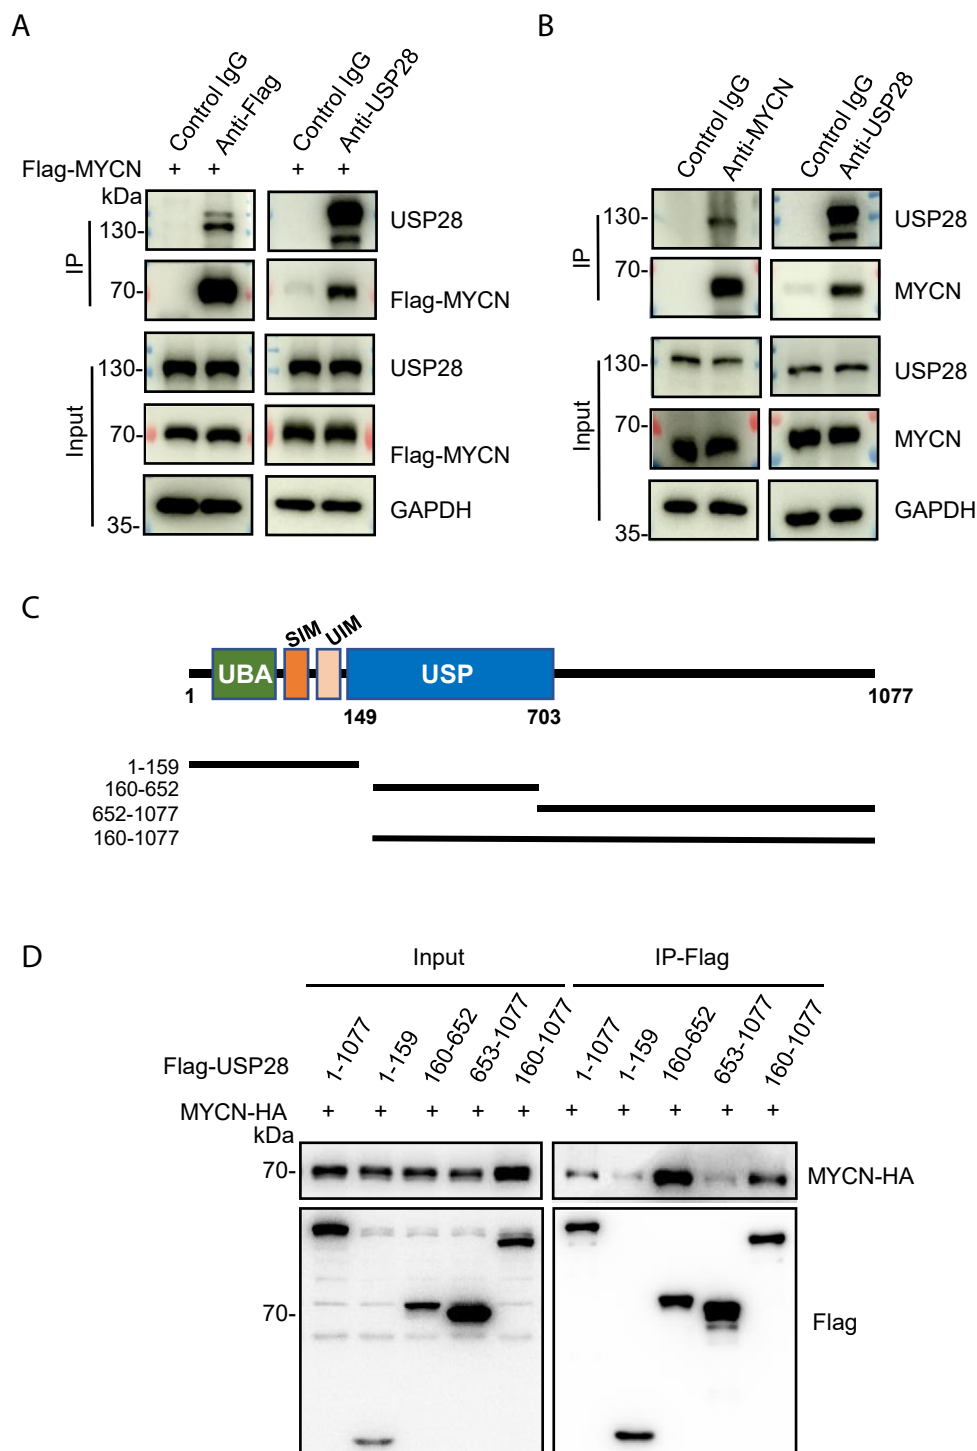 A
Control IgG
Anti-Flag
Control IgG
Anti-USP28
Flag-MYCN + + + +
kDa
IP
130-
USP28
70-
Flag-MYCN
Input
130-
USP28
70-
Flag-MYCN
35-
GAPDH
B
Control IgG
Anti-MYCN
Control IgG
Anti-USP28
IP
130-
USP28
70-
MYCN
Input
130-
USP28
70-
MYCN
35-
GAPDH
C
UBA
SIM
UIM
USP
1
149
703
1077
1-159
160-652
652-1077
160-1077
D
Input
IP-Flag
Flag-USP28
1-1077
1-159
160-652
653-1077
160-1077
1-1077
1-159
160-652
653-1077
160-1077
MYCN-HA + + + + + + + + + +
kDa
70-
MYCN-HA
70-
Flag